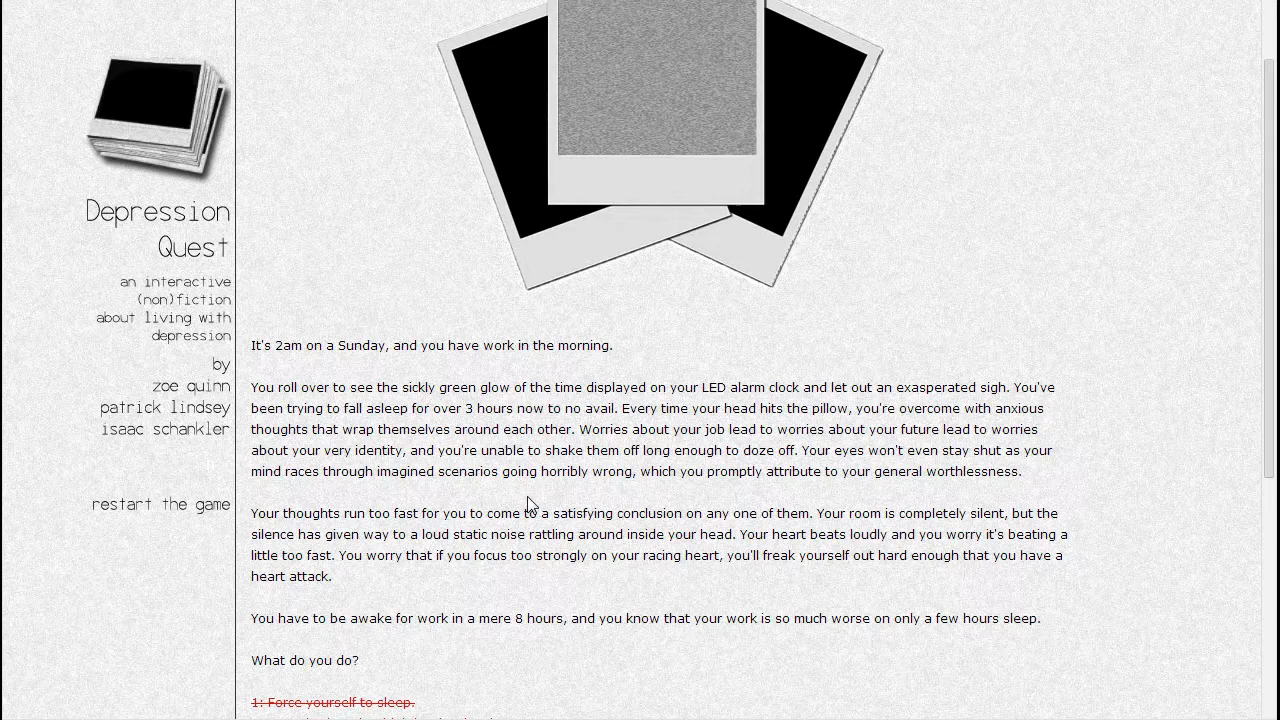 Depression
Quest
an interactive
(non)fiction
about living with
depression
by
zoe quinn
patrick lindsey
isaac schankler
restart the game
It's 2am on a Sunday, and you have work in the morning.
You roll over to see the sickly green glow of the time displayed on your LED alarm clock and let out an exasperated sigh. You've
been trying to fall asleep for over 3 hours now to no avail. Every time your head hits the pillow, you're overcome with anxious
thoughts that wrap themselves around each other. Worries about your job lead to worries about your future lead to worries
about your very identity, and you're unable to shake them off long enough to doze off. Your eyes won't even stay shut as your
mind races through imagined scenarios going horribly wrong, which you promptly attribute to your general worthlessness.
Your thoughts run too fast for you to come to a satisfying conclusion on any one of them. Your room is completely silent, but the
silence has given way to a loud static noise rattling around inside your head. Your heart beats loudly and you worry it's beating a
little too fast. You worry that if you focus too strongly on your racing heart, you'll freak yourself out hard enough that you have a
heart attack.
You have to be awake for work in a mere 8 hours, and you know that your work is so much worse on only a few hours sleep.
What do you do?
1: Force yourself to sleep.